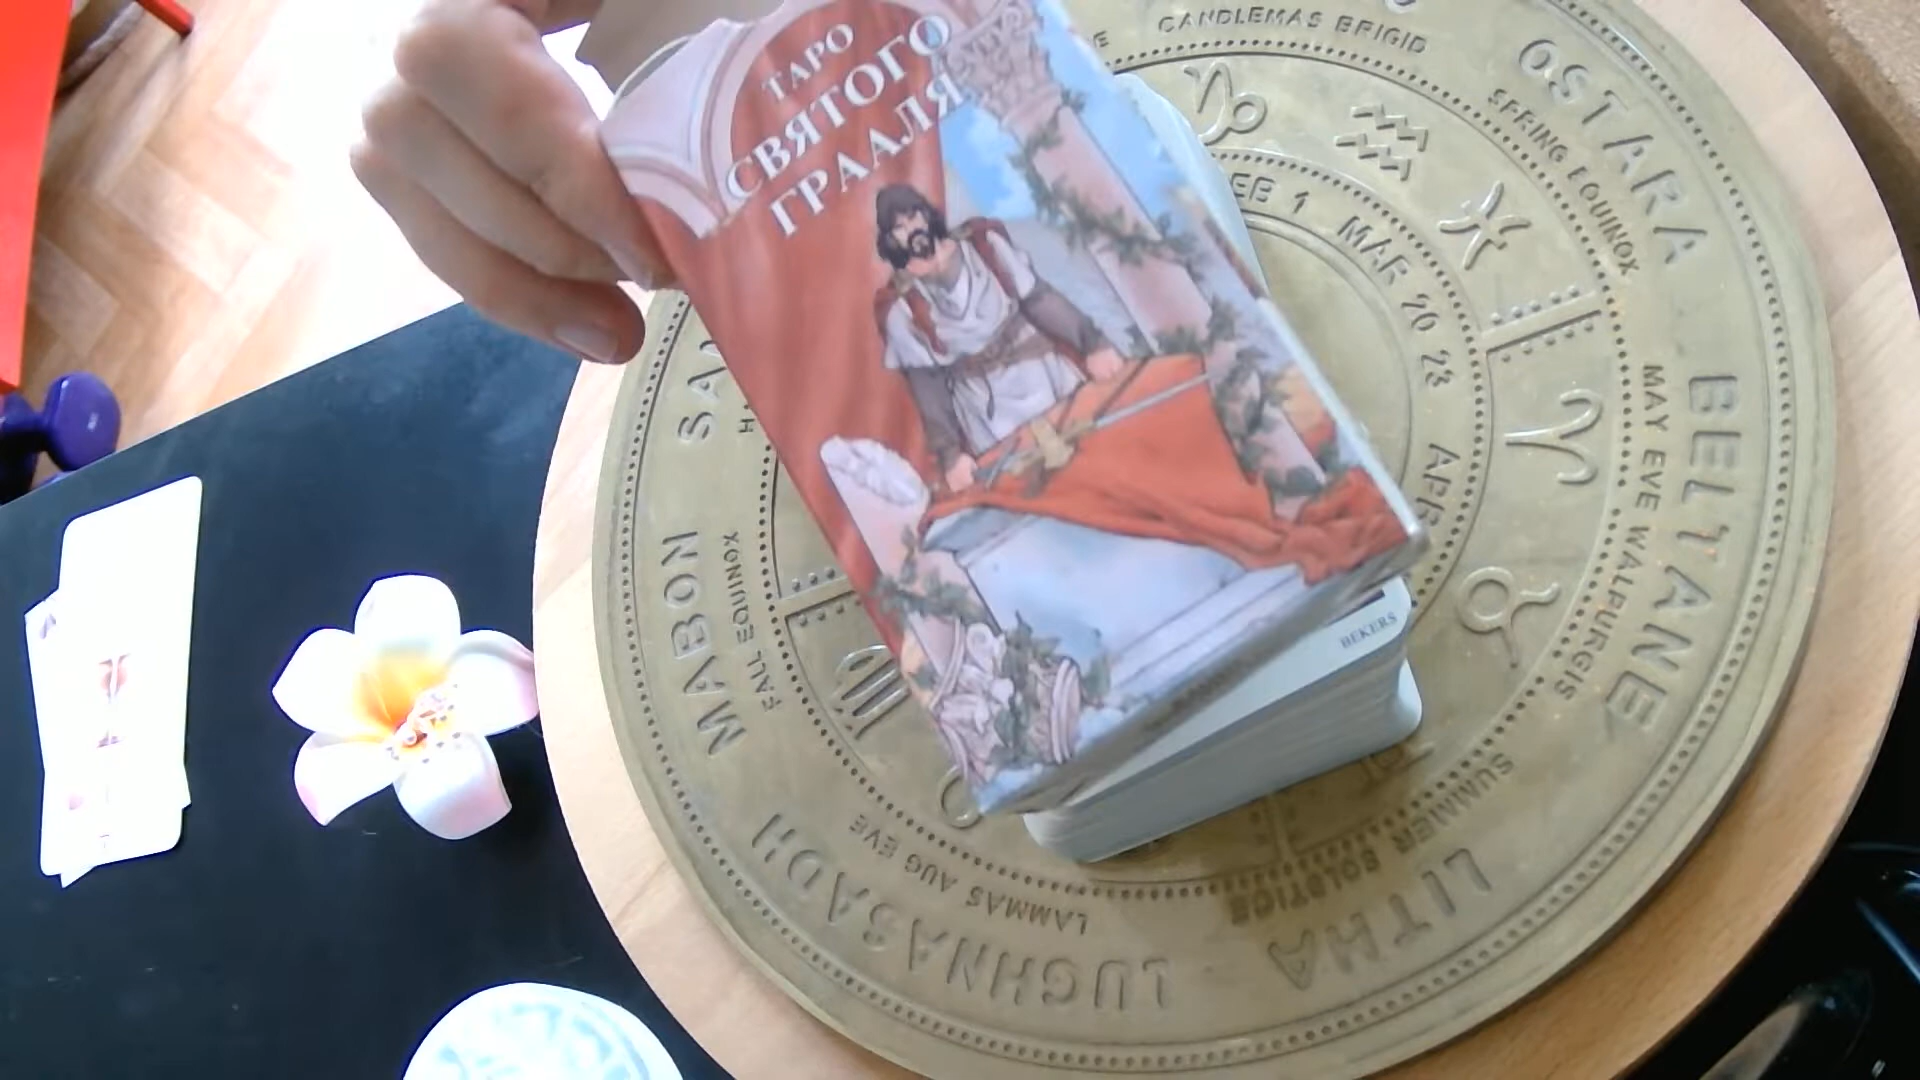 ТАРО
СВЯТОГО
ГРААЛЯ
BEKERS
CANDLEMAS BRIGID
OSTARA
SPRING EQUINOX
BELTANE
MAY EVE WALPURGIS
LITHA
SUMMER SOLSTICE
LUGHNASADH
LAMMAS AUG EVE
MABON
FALL EQUINOX
1 MAR 20 23 APR